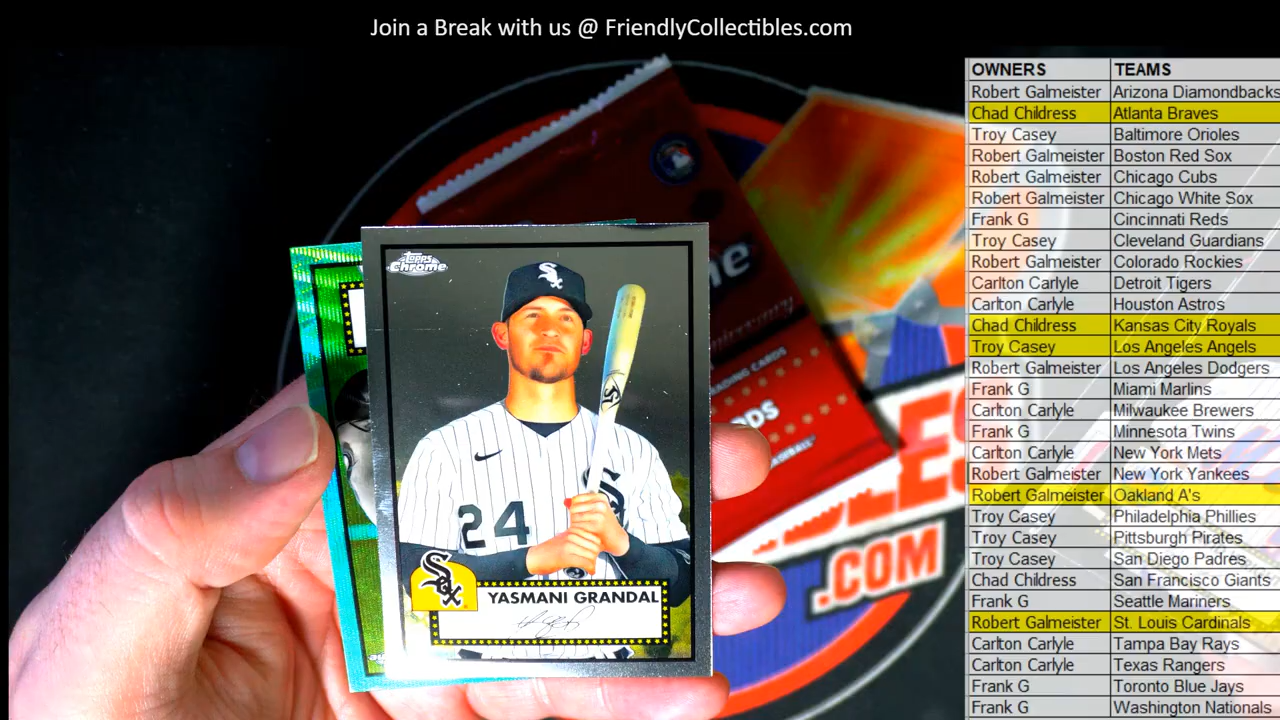 Join a Break with us @ FriendlyCollectibles.com
OWNERS TEAMS
Robert Galmeister Arizona Diamondbacks
Chad Childress Atlanta Braves
Troy Casey Baltimore Orioles
Robert Galmeister Boston Red Sox
Robert Galmeister Chicago Cubs
Robert Galmeister Chicago White Sox
Frank G Cincinnati Reds
Troy Casey Cleveland Guardians
Robert Galmeister Colorado Rockies
Carlton Carlyle Detroit Tigers
Carlton Carlyle Houston Astros
Chad Childress Kansas City Royals
Troy Casey Los Angeles Angels
Robert Galmeister Los Angeles Dodgers
Frank G Miami Marlins
Carlton Carlyle Milwaukee Brewers
Frank G Minnesota Twins
Carlton Carlyle New York Mets
Robert Galmeister New York Yankees
Robert Galmeister Oakland A's
Troy Casey Philadelphia Phillies
Troy Casey Pittsburgh Pirates
Troy Casey San Diego Padres
Chad Childress San Francisco Giants
Frank G Seattle Mariners
Robert Galmeister St. Louis Cardinals
Carlton Carlyle Tampa Bay Rays
Carlton Carlyle Texas Rangers
Frank G Toronto Blue Jays
Frank G Washington Nationals
Topps
Chrome
Sox
24
Sox
YASMANI GRANDAL
.COM